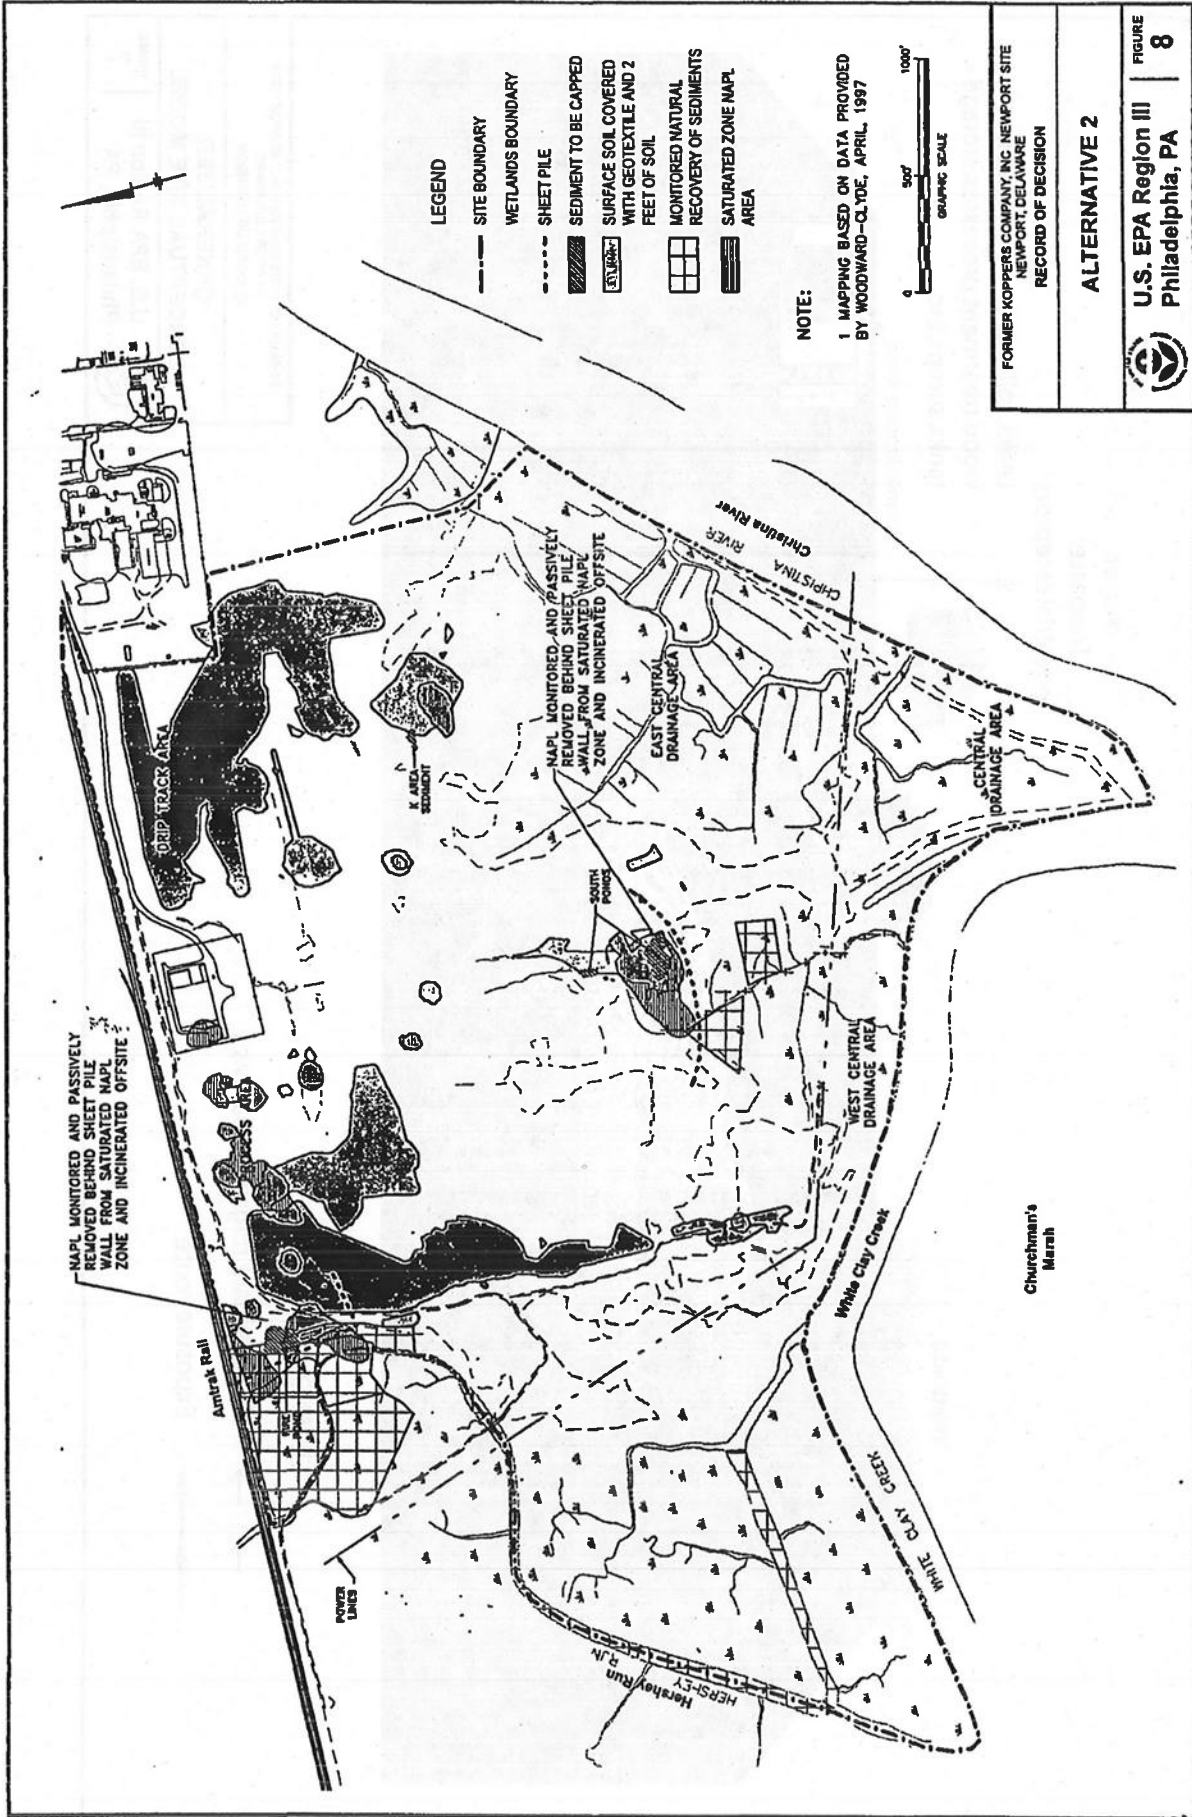 NAPL MONITORED AND PASSIVELY
REMOVED BEHIND SHEET PILE
WALL FROM SATURATED NAPL
ZONE AND INCINERATED OFFSITE
Amtrak Rail
FIRE
POND
POWER
LINES
PROCESS AREA
DRIP TRACK AREA
K AREA
SEDIMENT
SOUTH
PONDS
NAPL MONITORED AND PASSIVELY
REMOVED BEHIND SHEET PILE
WALL FROM SATURATED NAPL
ZONE AND INCINERATED OFFSITE
EAST CENTRAL
DRAINAGE AREA
CENTRAL
DRAINAGE AREA
WEST CENTRAL
DRAINAGE AREA
CHRISTINA RIVER
Christina River
White Clay Creek
WHITE CLAY CREEK
Hershey Run
HERSHEY RUN
Churchman's
Marsh
LEGEND
SITE BOUNDARY
WETLANDS BOUNDARY
SHEET PILE
SEDIMENT TO BE CAPPED
SURFACE SOIL COVERED
WITH GEOTEXTILE AND 2
FEET OF SOIL
MONITORED NATURAL
RECOVERY OF SEDIMENTS
SATURATED ZONE NAPL
AREA
NOTE:
1 MAPPING BASED ON DATA PROVIDED
BY WOODWARD-CLYDE, APRIL, 1997
0 500' 1000'
GRAPHIC SCALE
FORMER KOPPERS COMPANY, INC NEWPORT SITE
NEWPORT, DELAWARE
RECORD OF DECISION
ALTERNATIVE 2
U.S. EPA Region III
Philadelphia, PA
FIGURE
8